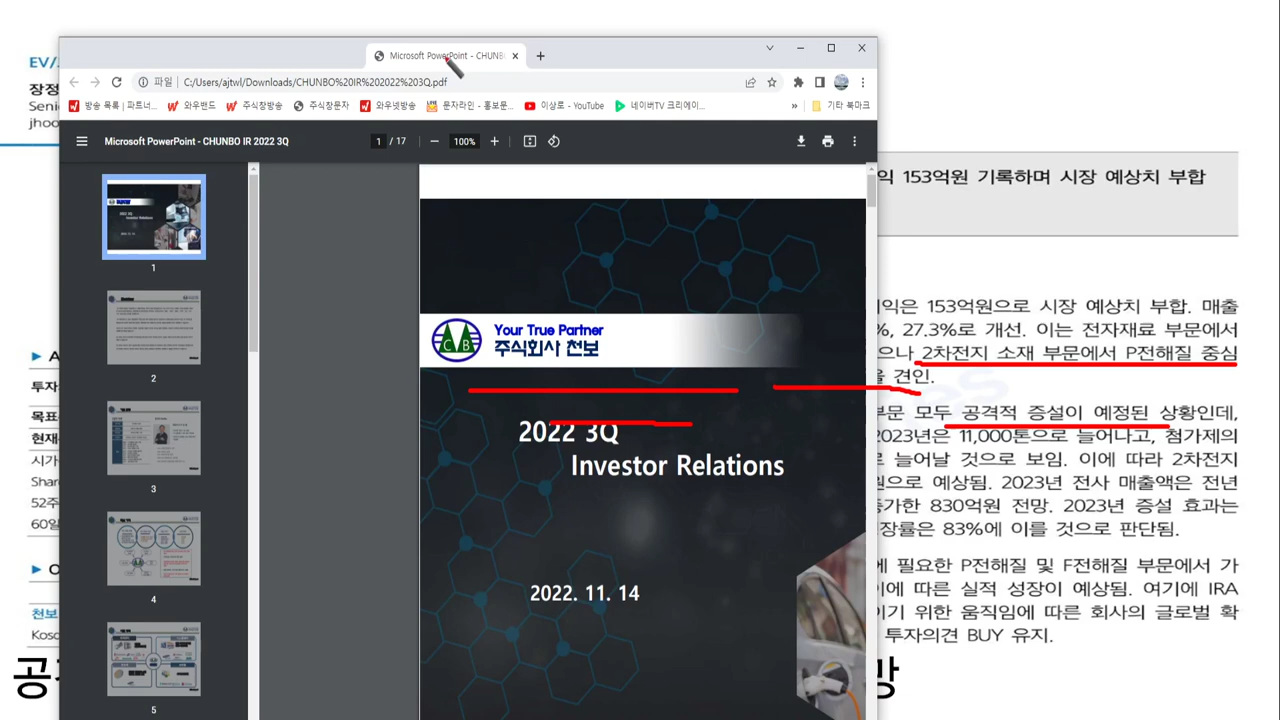 Microsoft PowerPoint - CHUNB
파일
C:/Users/ajtwl/Downloads/CHUNBO%20IR%202022%203Q.pdf
방송 목록 | 파트너...
와우밴드
주식창방송
주식창문자
와우넷방송
문자라인 - 홍보문...
이상로 - YouTube
네이버TV 크리에이...
»
기타 북마크
Microsoft PowerPoint - CHUNBO IR 2022 3Q
1 / 17
100%
1
2
3
4
5
Your True Partner
주식회사 천보
2022 3Q
Investor Relations
2022. 11. 14
EV/
장정
Seni
jhoo
투자
목표
현재
시가
Shar
52주
60일
천보
Kosc
익 153억원 기록하며 시장 예상치 부합
익은 153억원으로 시장 예상치 부합. 매출
%, 27.3%로 개선. 이는 전자재료 부문에서
으나 2차전지 소재 부문에서 P전해질 중심
을 견인.
부문 모두 공격적 증설이 예정된 상황인데,
2023년은 11,000톤으로 늘어나고, 첨가제의
로 늘어날 것으로 보임. 이에 따라 2차전지
원으로 예상됨. 2023년 전사 매출액은 전년
증가한 830억원 전망. 2023년 증설 효과는
장률은 83%에 이를 것으로 판단됨.
에 필요한 P전해질 및 F전해질 부문에서 가
이에 따른 실적 성장이 예상됨. 여기에 IRA
이기 위한 움직임에 따른 회사의 글로벌 확
투자의견 BUY 유지.
공
망